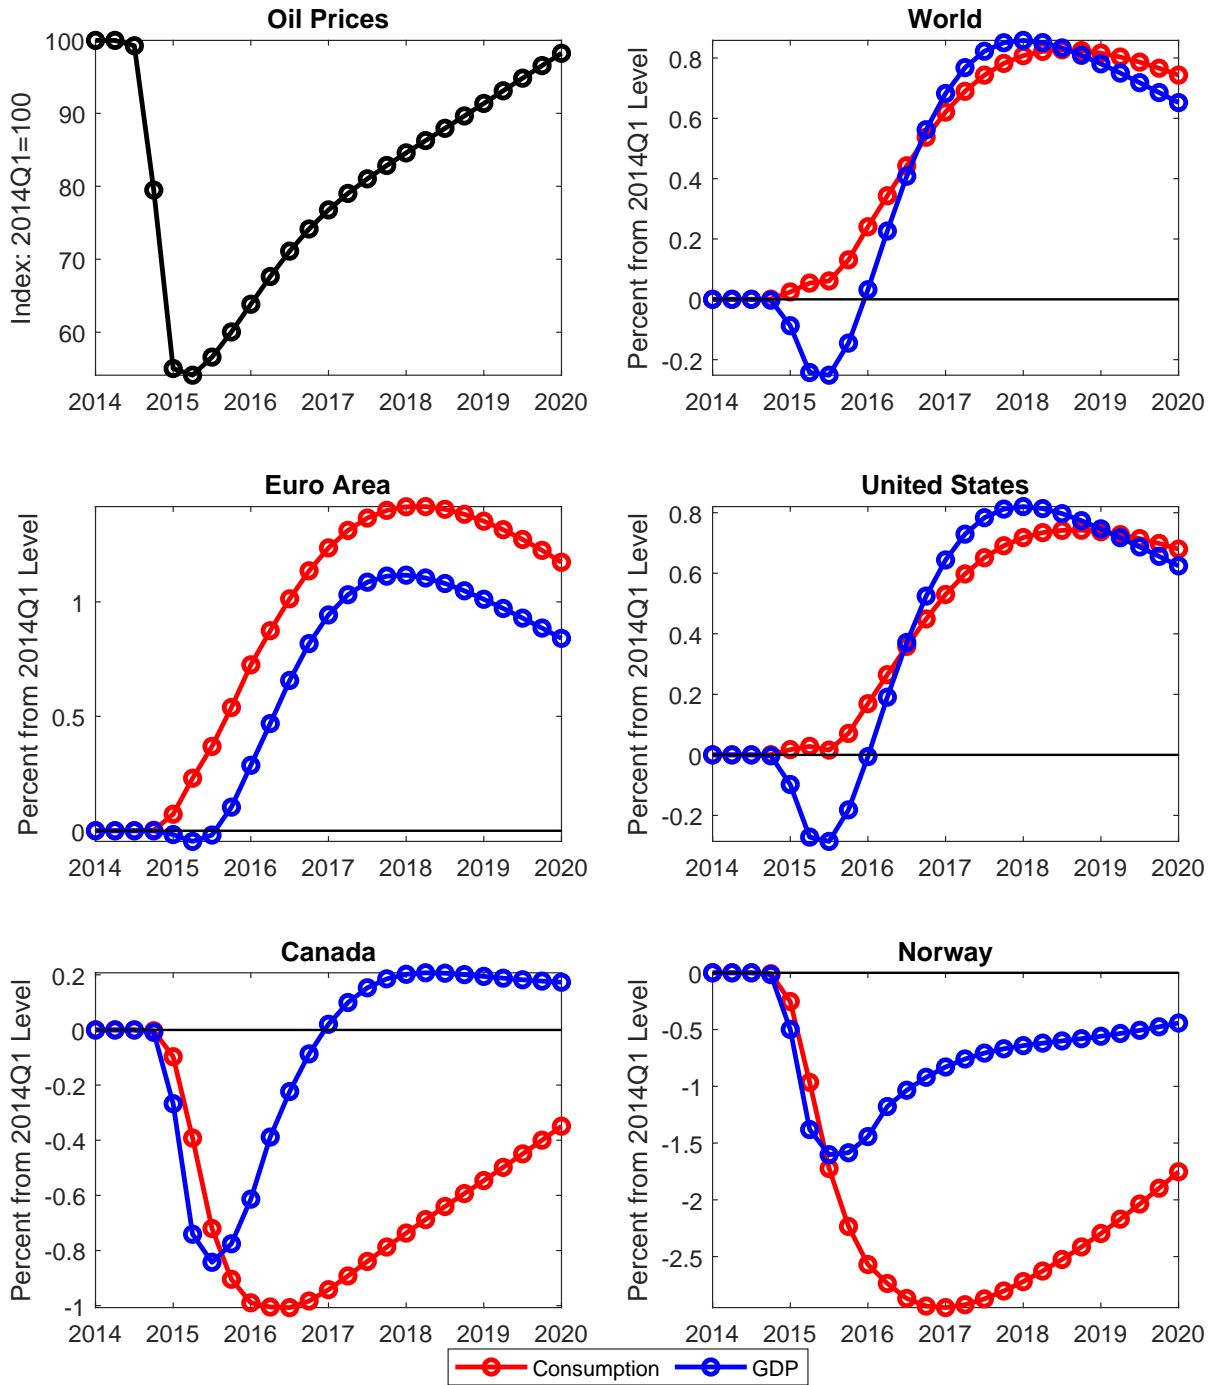 Oil Prices
Index: 2014Q1=100
100
90
80
70
60
2014 2015 2016 2017 2018 2019 2020
World
Percent from 2014Q1 Level
0.8
0.6
0.4
0.2
0
-0.2
2014 2015 2016 2017 2018 2019 2020
Euro Area
Percent from 2014Q1 Level
1
0.5
0
2014 2015 2016 2017 2018 2019 2020
United States
Percent from 2014Q1 Level
0.8
0.6
0.4
0.2
0
-0.2
2014 2015 2016 2017 2018 2019 2020
Canada
Percent from 2014Q1 Level
0.2
0
-0.2
-0.4
-0.6
-0.8
-1
2014 2015 2016 2017 2018 2019 2020
Norway
Percent from 2014Q1 Level
0
-0.5
-1
-1.5
-2
-2.5
2014 2015 2016 2017 2018 2019 2020
Consumption GDP